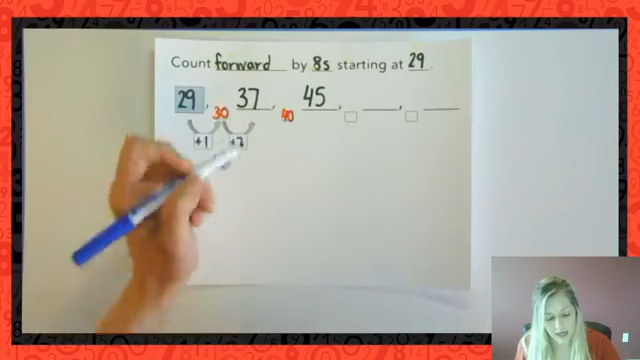 Count forward by 8s starting at 29.
29, 30 37, 40 45,
+1 +7